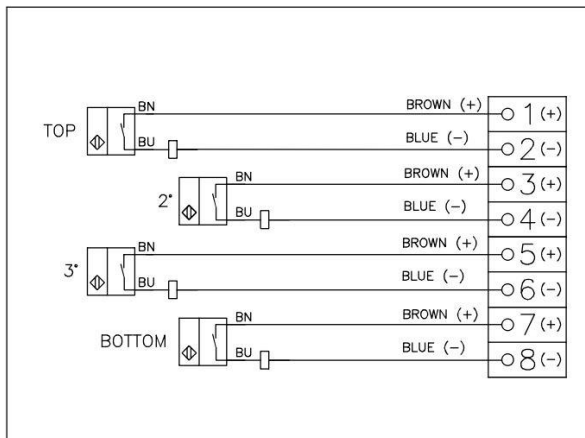 TOP
BN BROWN (+) 1 (+)
BU BLUE (-) 2 (-)
2°
BN BROWN (+) 3 (+)
BU BLUE (-) 4 (-)
3°
BN BROWN (+) 5 (+)
BU BLUE (-) 6 (-)
BOTTOM
BN BROWN (+) 7 (+)
BU BLUE (-) 8 (-)